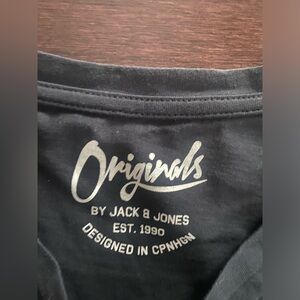 Originals
BY JACK & JONES
EST. 1990
DESIGNED IN CPNHGN